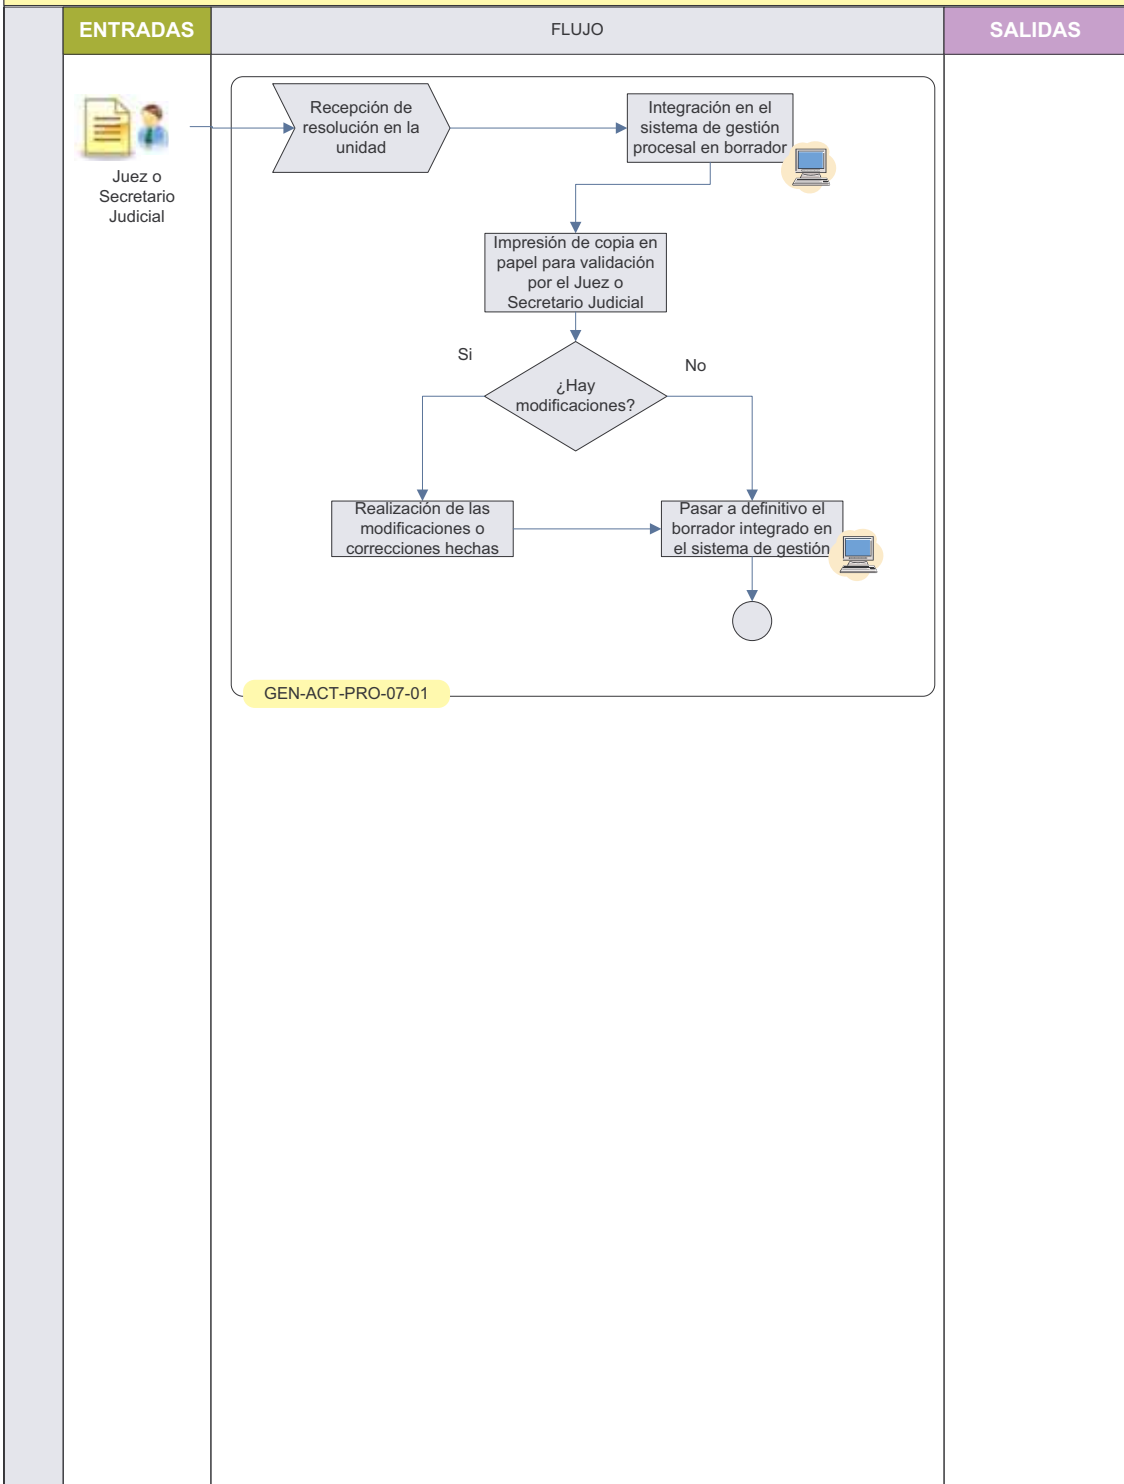 ENTRADAS
FLUJO
SALIDAS
Juez o
Secretario
Judicial
Recepción de
resolución en la
unidad
Integración en el
sistema de gestión
procesal en borrador
Impresión de copia en
papel para validación
por el Juez o
Secretario Judicial
Si
¿Hay
modificaciones?
No
Realización de las
modificaciones o
correcciones hechas
Pasar a definitivo el
borrador integrado en
el sistema de gestión
GEN-ACT-PRO-07-01